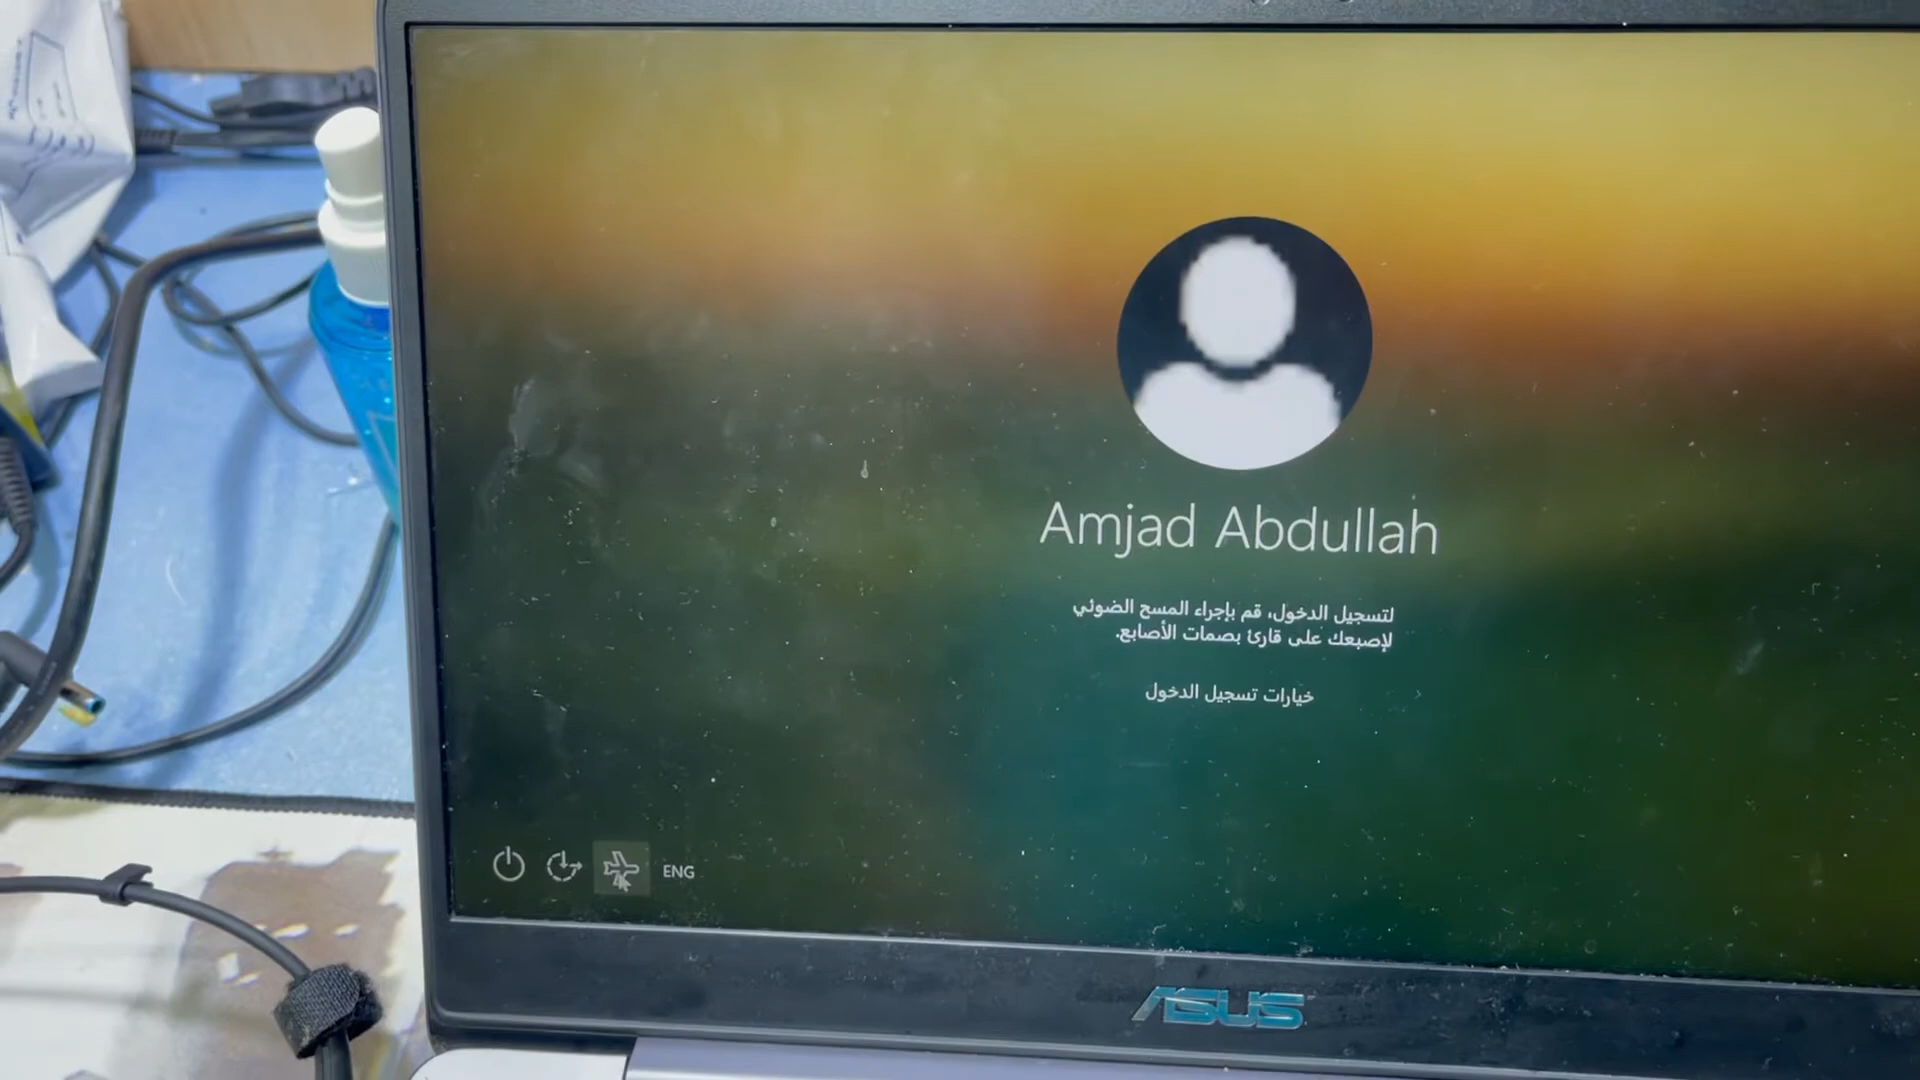 Amjad Abdullah
لتسجيل الدخول، قم بإجراء المسح الضوئي
لإصبعك على قارئ بصمات الأصابع.
خيارات تسجيل الدخول
ENG
ASUS